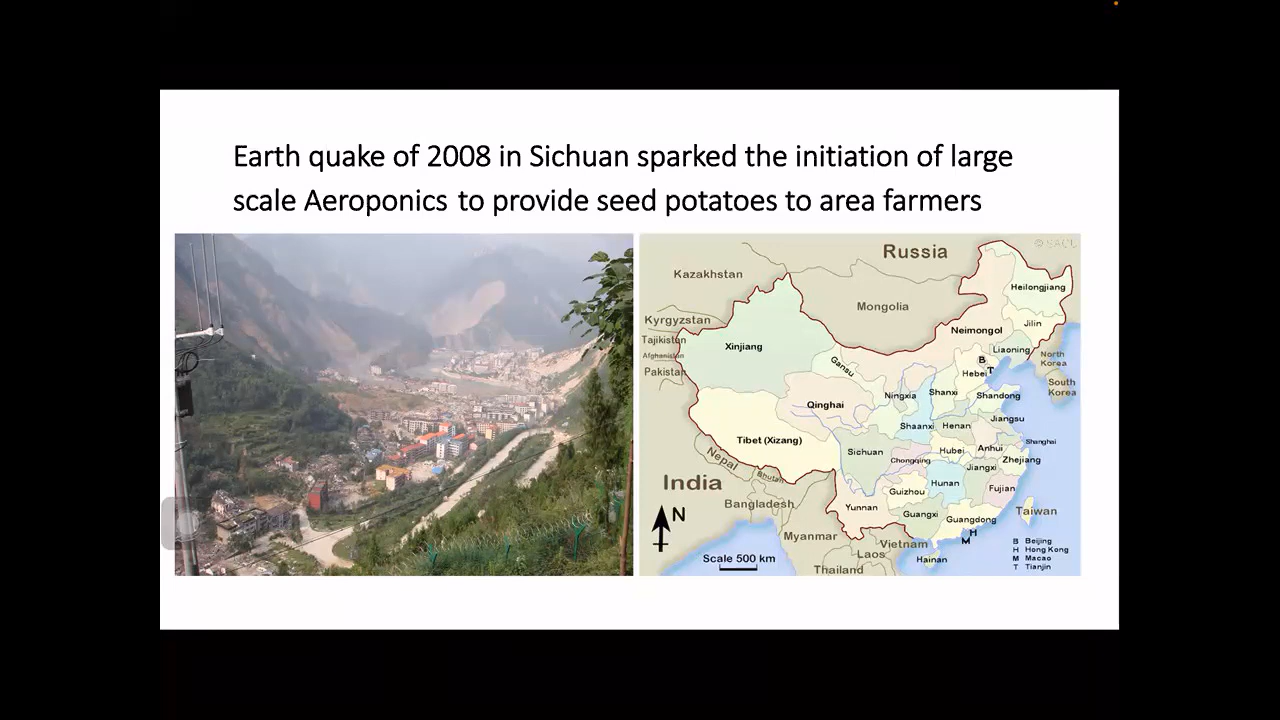 Earth quake of 2008 in Sichuan sparked the initiation of large
scale Aeroponics to provide seed potatoes to area farmers
© SACU
Russia
Kazakhstan
Mongolia
Heilongjiang
Kyrgyzstan
Jilin
Neimongol
Tajikistan
Xinjiang
Liaoning
Afghanistan
B
North
Korea
Pakistan
Gansu
Hebei
T
South
Korea
Ningxia
Shanxi
Shandong
Qinghai
Jiangsu
Shaanxi
Henan
Tibet (Xizang)
Shanghai
Sichuan
Hubei
Anhui
Chongqing
Zhejiang
Nepal
Jiangxi
Bhutan
India
Hunan
Fujian
Guizhou
Bangladesh
Yunnan
Taiwan
N
Guangxi
Guangdong
Myanmar
H
M
Vietnam
B Beijing
H Hong Kong
Laos
M Macao
Scale 500 km
Hainan
T Tianjin
Thailand